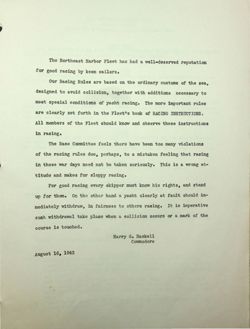 The Northeast Harbor Fleet has had a well-deserved reputation
for good racing by keen sailors.
Our Racing Rules are based on the ordinary customs of the sea,
designed to avoid collision, together with additions necessary to
meet special conditions of yacht racing. The more important rules
are clearly set forth in the Fleet's book of RACING INSTRUCTIONS.
All members of the Fleet should know and observe these instructions
in racing.
The Race Committee feels there have been too many violations
of the racing rules due, perhaps, to a mistaken feeling that racing
in these war days need not be taken seriously. This is a wrong at-
titude and makes for sloppy racing.
For good racing every skipper must know his rights, and stand
up for them. On the other hand a yacht clearly at fault should im-
mediately withdraw, in fairness to others racing. It is imperative
such withdrawal take place when a collision occurs or a mark of the
course is touched.
Harry G. Haskell
Commodore
August 16, 1942